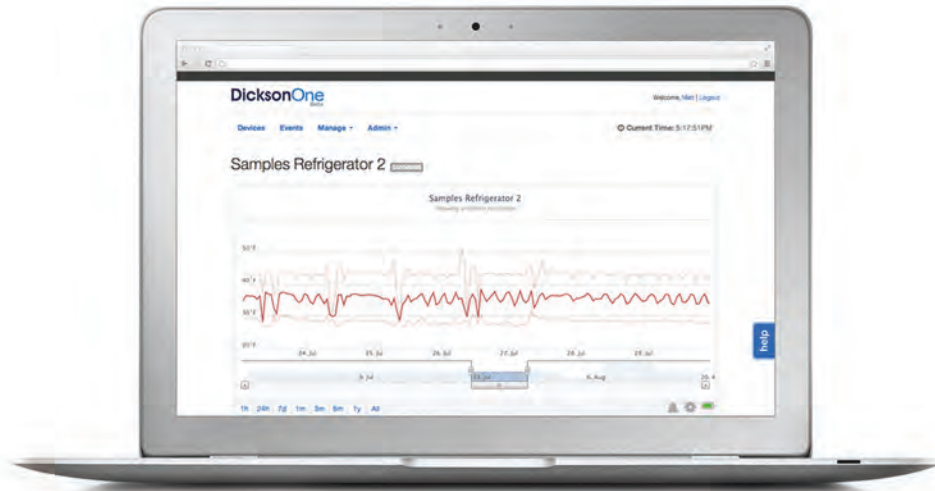 DicksonOne
Beta
Welcome, Matt | Logout
Devices Events Manage Admin
Current Time: 5:17:51PM
Samples Refrigerator 2
Samples Refrigerator 2
50°F
40°F
30°F
24. Jul 25. Jul 26. Jul 27. Jul 28. Jul 29. Jul
6. Aug
help
1h 24h 7d 1m 3m 6m 1y All